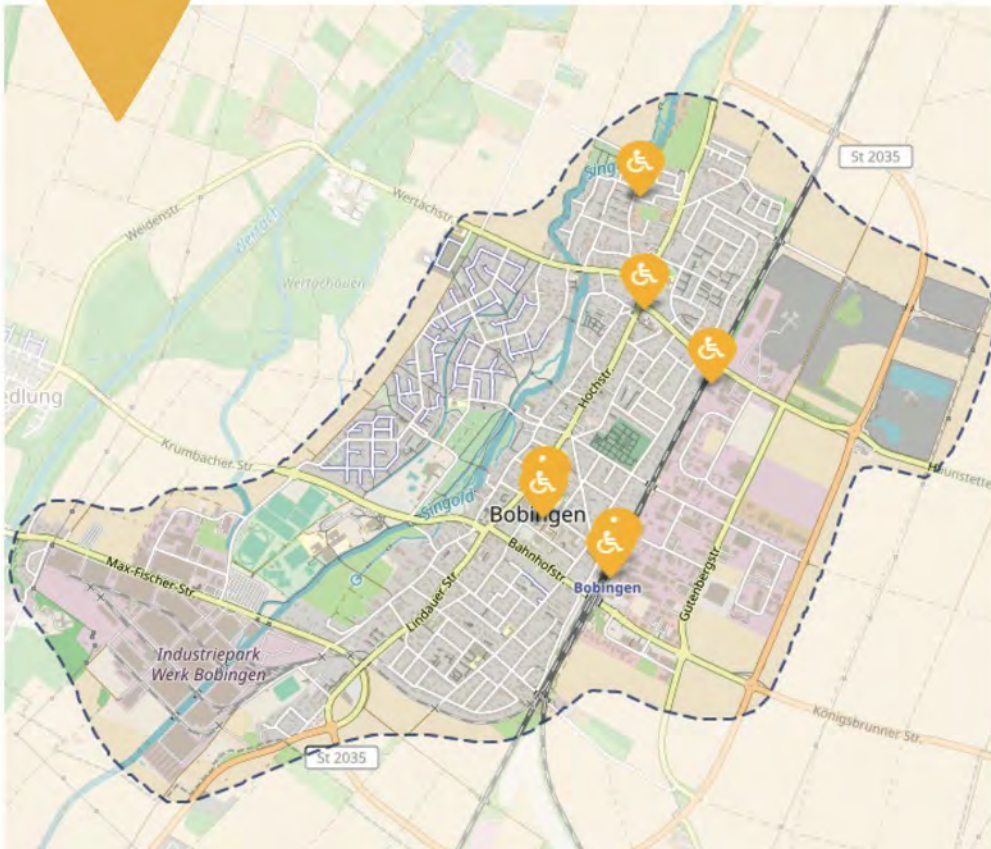 St 2035
Singold
Wertachstr.
Weidenstr.
Wertach
Wertachauen
Hochstr.
edlung
Krumbacher Str.
Haunstette
Singold
Bobingen
Bahnhofstr.
Bobingen
Gutenbergstr.
Max-Fischer-Str.
Lindauer Str.
Industriepark
Werk Bobingen
Königsbrunner Str.
St 2035